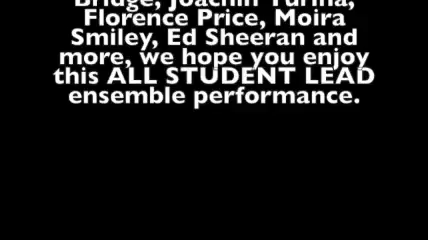 Bridge, Joachin Turina,
Florence Price, Moira
Smiley, Ed Sheeran and
more, we hope you enjoy
this ALL STUDENT LEAD
ensemble performance.